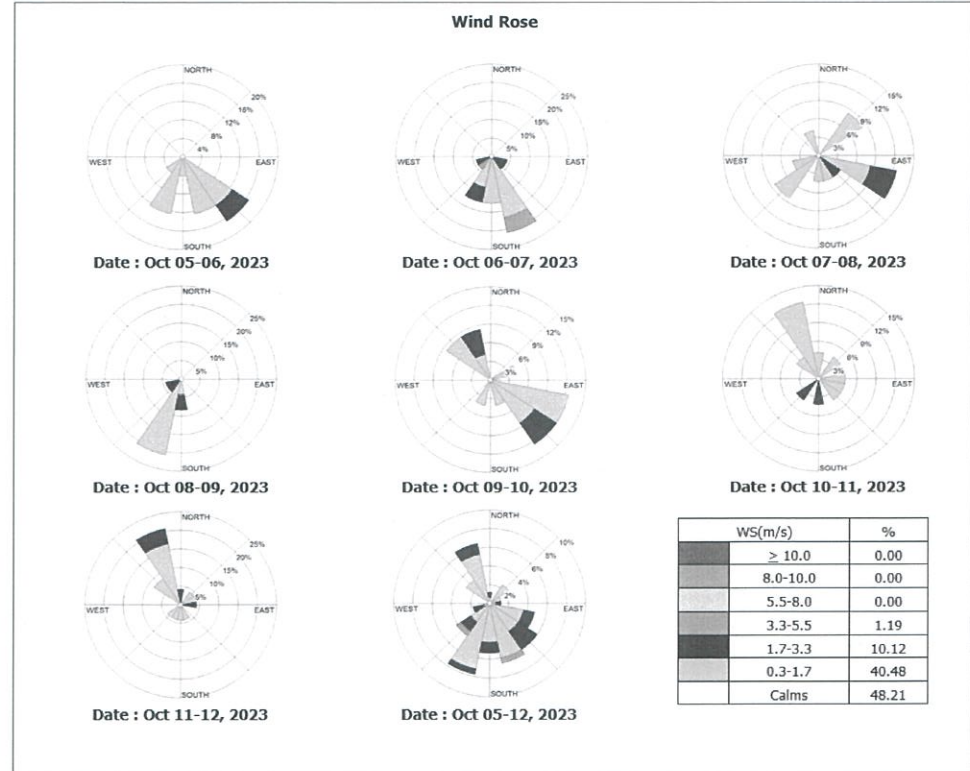 Wind Rose
NORTH
20%
16%
12%
8%
4%
WEST
EAST
SOUTH
Date : Oct 05-06, 2023
NORTH
25%
20%
15%
10%
5%
WEST
EAST
SOUTH
Date : Oct 06-07, 2023
NORTH
15%
12%
9%
6%
3%
WEST
EAST
SOUTH
Date : Oct 07-08, 2023
NORTH
25%
20%
15%
10%
5%
WEST
EAST
SOUTH
Date : Oct 08-09, 2023
NORTH
15%
12%
9%
6%
3%
WEST
EAST
SOUTH
Date : Oct 09-10, 2023
NORTH
15%
12%
9%
6%
3%
WEST
EAST
SOUTH
Date : Oct 10-11, 2023
NORTH
25%
20%
15%
10%
5%
WEST
EAST
SOUTH
Date : Oct 11-12, 2023
NORTH
10%
8%
6%
4%
2%
WEST
EAST
SOUTH
Date : Oct 05-12, 2023
WS(m/s) %
≥ 10.0 0.00
8.0-10.0 0.00
5.5-8.0 0.00
3.3-5.5 1.19
1.7-3.3 10.12
0.3-1.7 40.48
Calms 48.21